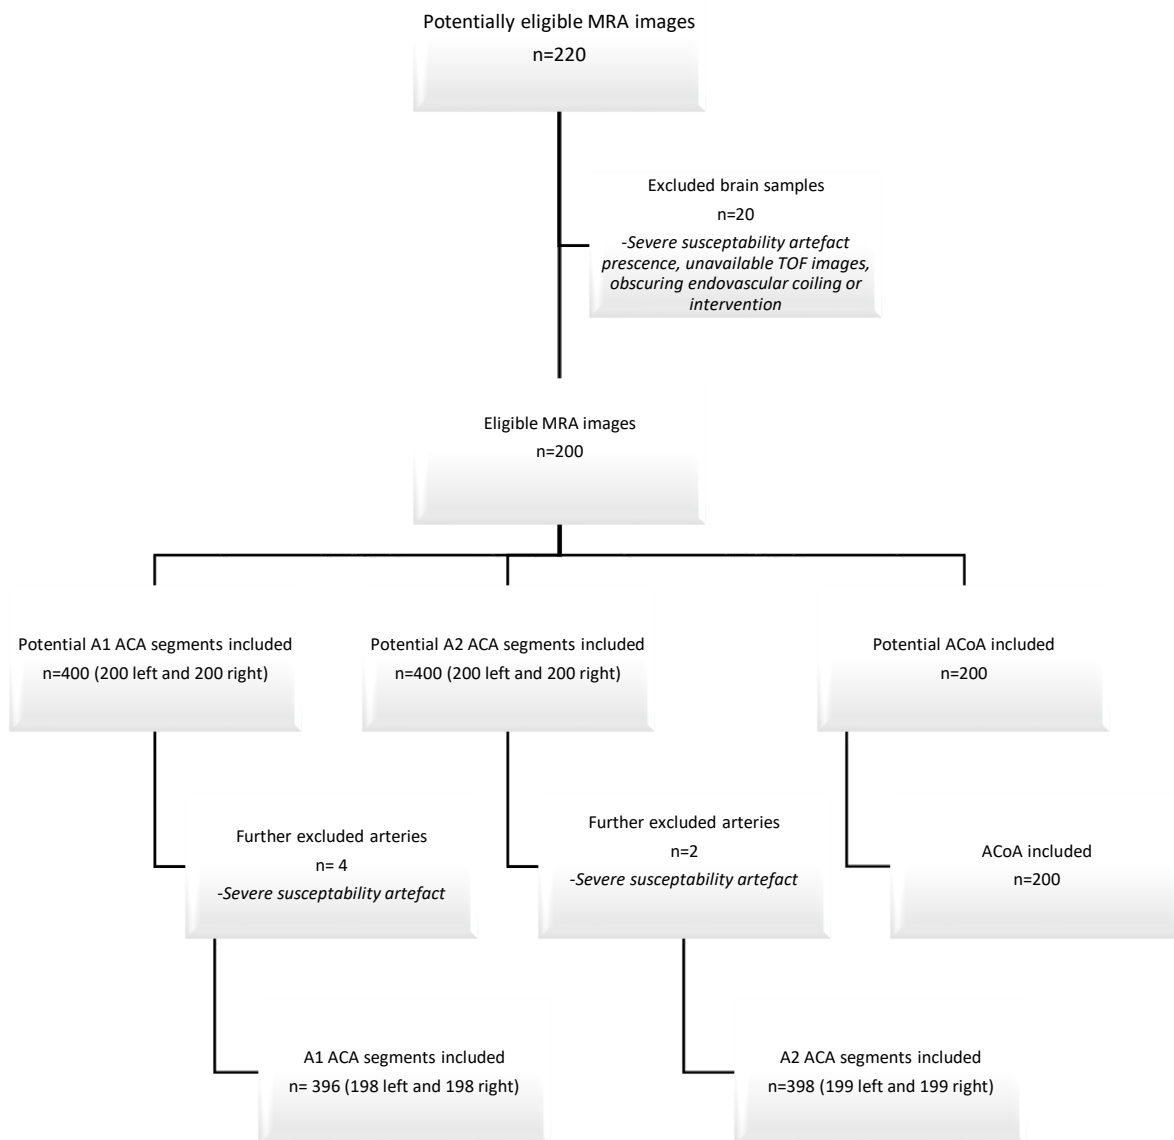 Potentially eligible MRA images
n=220
Excluded brain samples
n=20
-Severe susceptability artefact
prescence, unavailable TOF images,
obscuring endovascular coiling or
intervention
Eligible MRA images
n=200
Potential A1 ACA segments included
n=400 (200 left and 200 right)
Potential A2 ACA segments included
n=400 (200 left and 200 right)
Potential ACoA included
n=200
Further excluded arteries
n= 4
-Severe susceptability artefact
Further excluded arteries
n=2
-Severe susceptability artefact
ACoA included
n=200
A1 ACA segments included
n= 396 (198 left and 198 right)
A2 ACA segments included
n=398 (199 left and 199 right)